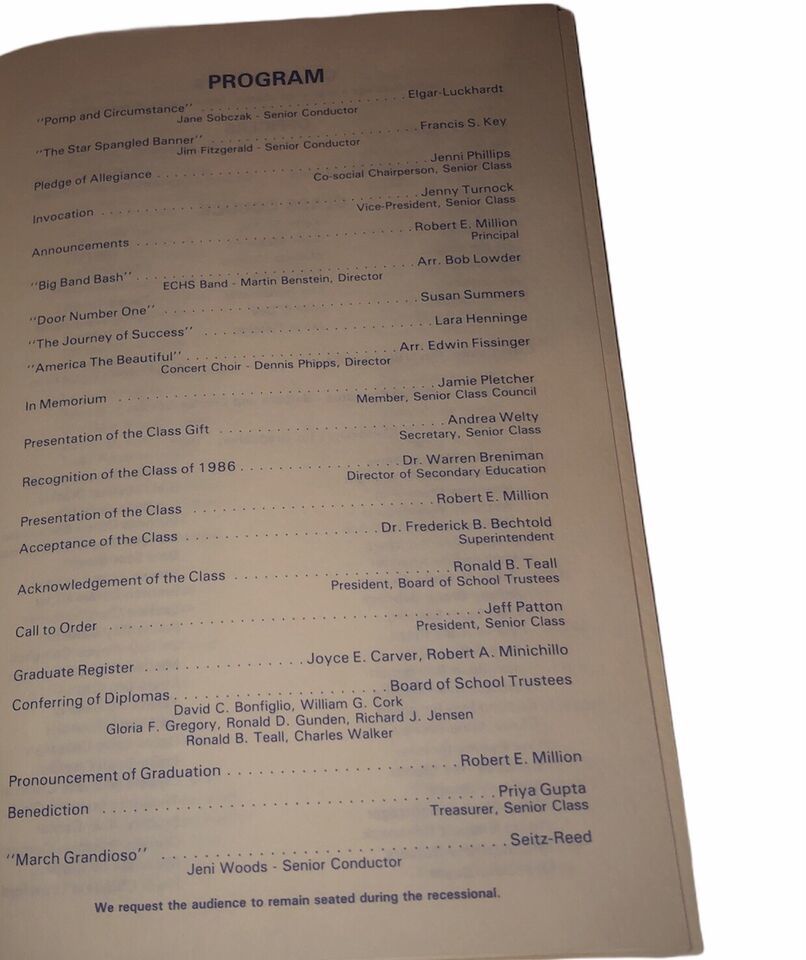 PROGRAM
"Pomp and Circumstance" . . . . . . . . . . . . . . . . . . . . . . . . Elgar-Luckhardt
Jane Sobczak - Senior Conductor
"The Star Spangled Banner" . . . . . . . . . . . . . . . . . . . . . . . . Francis S. Key
Jim Fitzgerald - Senior Conductor
Pledge of Allegiance . . . . . . . . . . . . . . . . . . . . . . . . Jenni Phillips
Co-social Chairperson, Senior Class
Invocation . . . . . . . . . . . . . . . . . . . . . . . . Jenny Turnock
Vice-President, Senior Class
Announcements . . . . . . . . . . . . . . . . . . . . . . . . Robert E. Million
Principal
"Big Band Bash" . . . . . . . . . . . . . . . . . . . . . . . . Arr. Bob Lowder
ECHS Band - Martin Benstein, Director
"Door Number One" . . . . . . . . . . . . . . . . . . . . . . . . Susan Summers
"The Journey of Success" . . . . . . . . . . . . . . . . . . . . . . . . Lara Henninge
"America The Beautiful" . . . . . . . . . . . . . . . . . . . . . . . . Arr. Edwin Fissinger
Concert Choir - Dennis Phipps, Director
In Memorium . . . . . . . . . . . . . . . . . . . . . . . . Jamie Pletcher
Member, Senior Class Council
Presentation of the Class Gift . . . . . . . . . . . . . . . . . . . . . . . . Andrea Welty
Secretary, Senior Class
Recognition of the Class of 1986 . . . . . . . . . . . . . . . . . . Dr. Warren Breniman
Director of Secondary Education
Presentation of the Class . . . . . . . . . . . . . . . . . . . . . . . . Robert E. Million
Acceptance of the Class . . . . . . . . . . . . . . . . . . . . Dr. Frederick B. Bechtold
Superintendent
Acknowledgement of the Class . . . . . . . . . . . . . . . . . . . . . . Ronald B. Teall
President, Board of School Trustees
Call to Order . . . . . . . . . . . . . . . . . . . . . . . . Jeff Patton
President, Senior Class
Graduate Register . . . . . . . . . . . . . . . . Joyce E. Carver, Robert A. Minichillo
Conferring of Diplomas . . . . . . . . . . . . . . . . . . . . . . Board of School Trustees
David C. Bonfiglio, William G. Cork
Gloria F. Gregory, Ronald D. Gunden, Richard J. Jensen
Ronald B. Teall, Charles Walker
Pronouncement of Graduation . . . . . . . . . . . . . . . . . . . . . . Robert E. Million
Benediction . . . . . . . . . . . . . . . . . . . . . . . . Priya Gupta
Treasurer, Senior Class
"March Grandioso" . . . . . . . . . . . . . . . . . . . . . . . . Seitz-Reed
Jeni Woods - Senior Conductor
We request the audience to remain seated during the recessional.